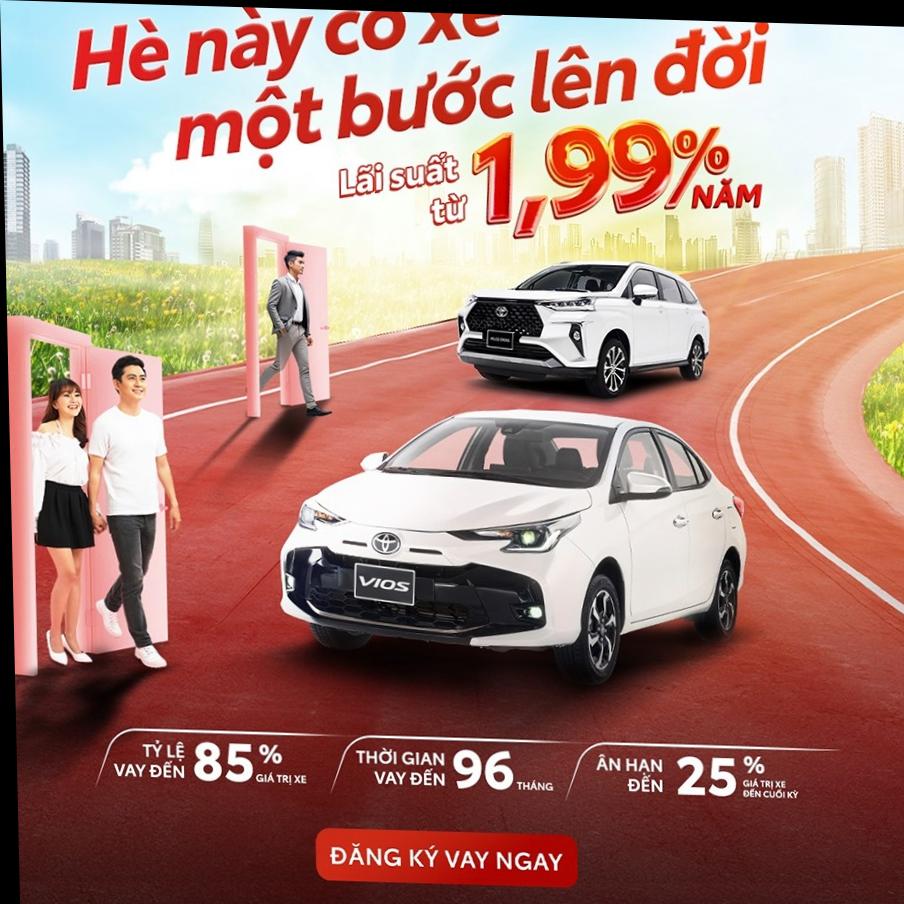 Hè này có xe
một bước lên đời
Lãi suất
từ 1,99%
NĂM
VIOS
TỶ LỆ
VAY ĐẾN 85%
GIÁ TRỊ XE
THỜI GIAN
VAY ĐẾN 96
THÁNG
ÂN HẠN
ĐẾN 25%
GIÁ TRỊ XE
ĐẾN CUỐI KỲ
ĐĂNG KÝ VAY NGAY